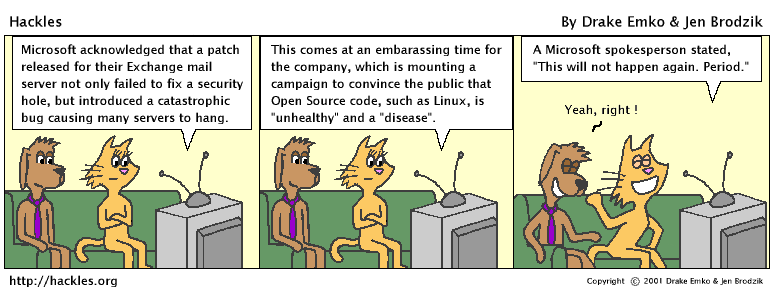 Hackles
By Drake Emko & Jen Brodzik
Microsoft acknowledged that a patch
released for their Exchange mail
server not only failed to fix a security
hole, but introduced a catastrophic
bug causing many servers to hang.
This comes at an embarassing time for
the company, which is mounting a
campaign to convince the public that
Open Source code, such as Linux, is
"unhealthy" and a "disease".
A Microsoft spokesperson stated,
"This will not happen again. Period."
Yeah, right !
http://hackles.org
Copyright © 2001 Drake Emko & Jen Brodzik